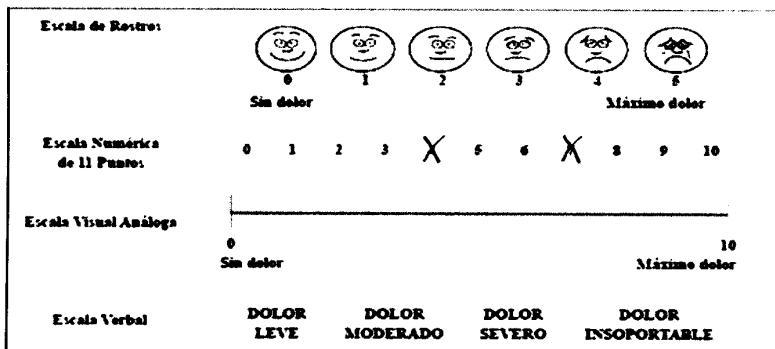 Escala de Rostros
0 1 2 3 4 5
Sin dolor Máximo dolor
Escala Numérica
de 11 Puntos
0 1 2 3 5 6 8 9 10
Escala Visual Análoga
0 10
Sin dolor Máximo dolor
Escala Verbal
DOLOR LEVE DOLOR MODERADO DOLOR SEVERO DOLOR INSOPORTABLE